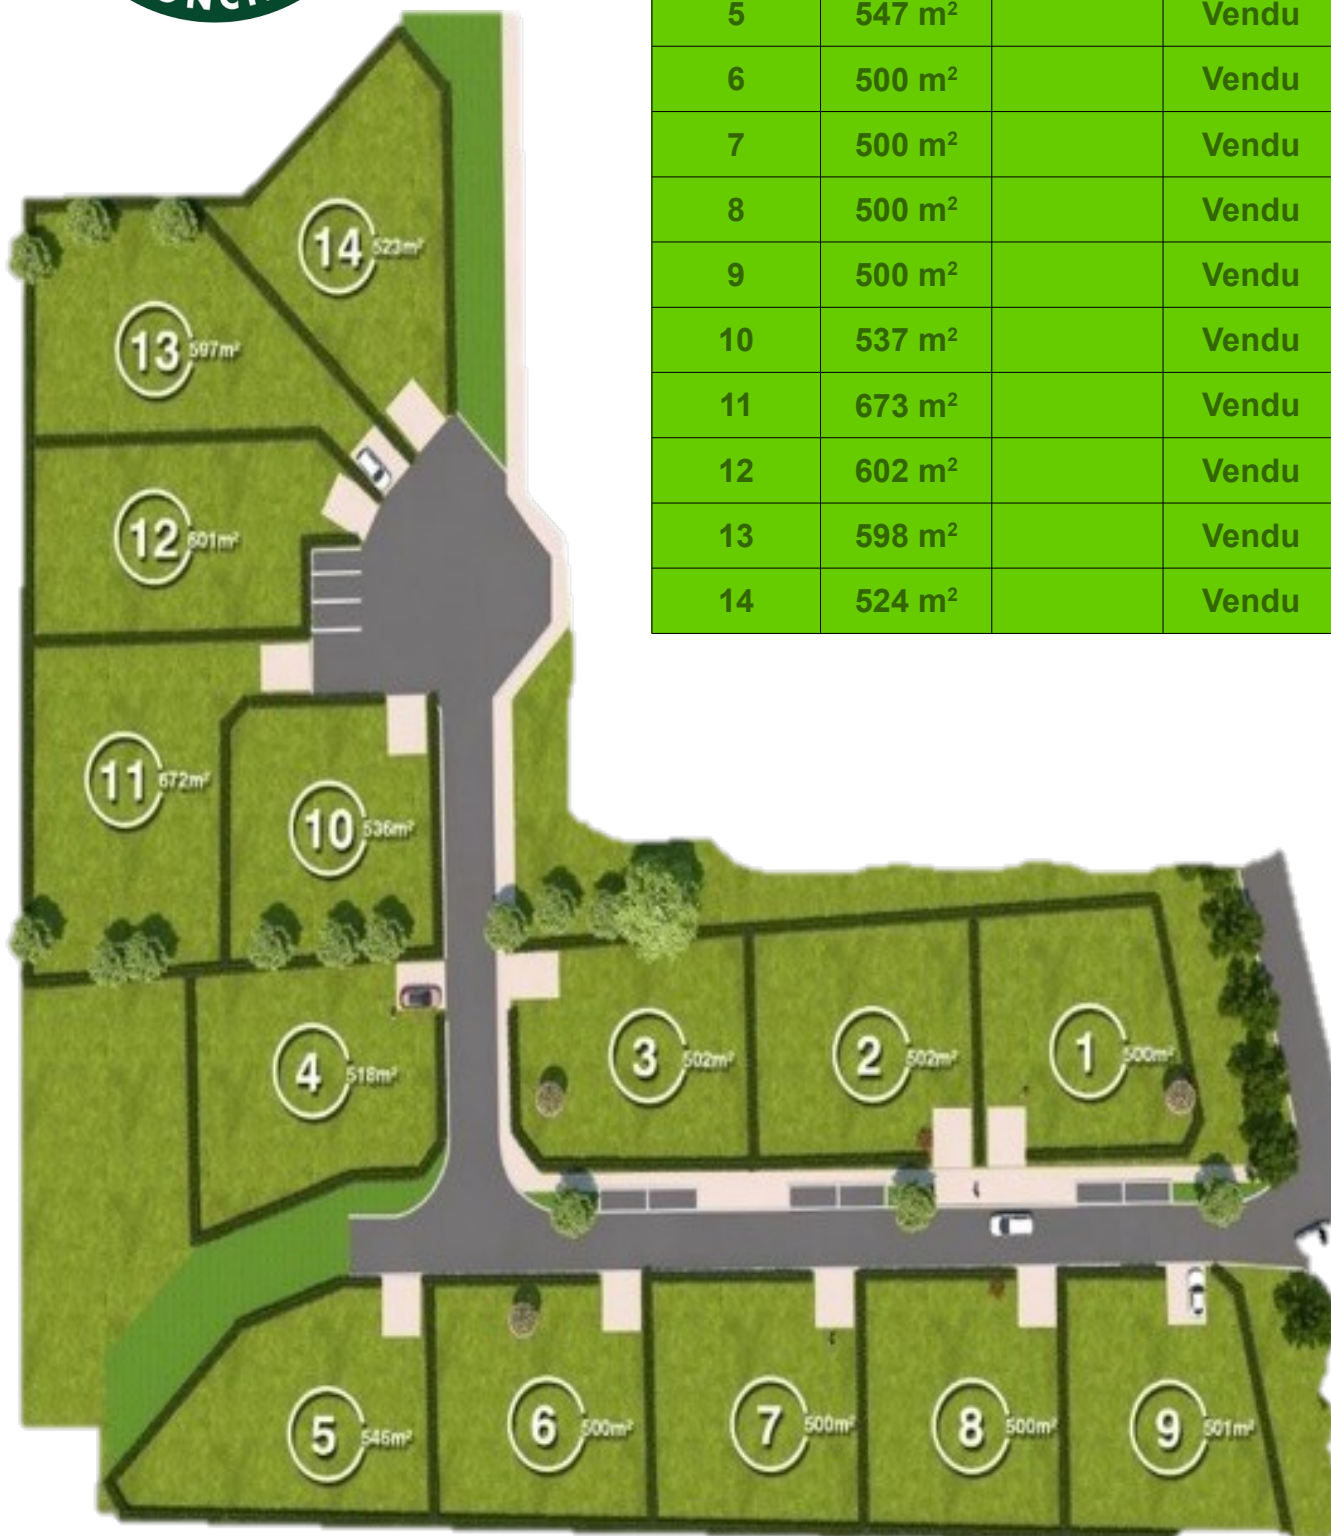 5 547 m² Vendu
6 500 m² Vendu
7 500 m² Vendu
8 500 m² Vendu
9 500 m² Vendu
10 537 m² Vendu
11 673 m² Vendu
12 602 m² Vendu
13 598 m² Vendu
14 524 m² Vendu
14 523m²
13 597m²
12 601m²
11 672m²
10 536m²
4 518m²
3 502m²
2 502m²
1 500m²
5 546m²
6 500m²
7 500m²
8 500m²
9 501m²